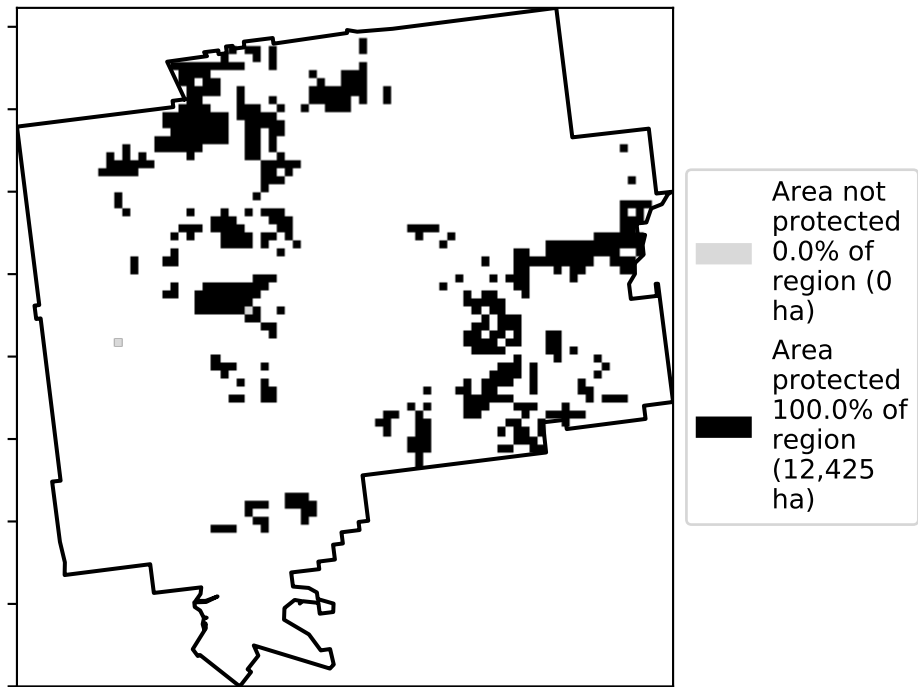 Area not
protected
0.0% of
region (0
ha)
Area
protected
100.0% of
region
(12,425
ha)